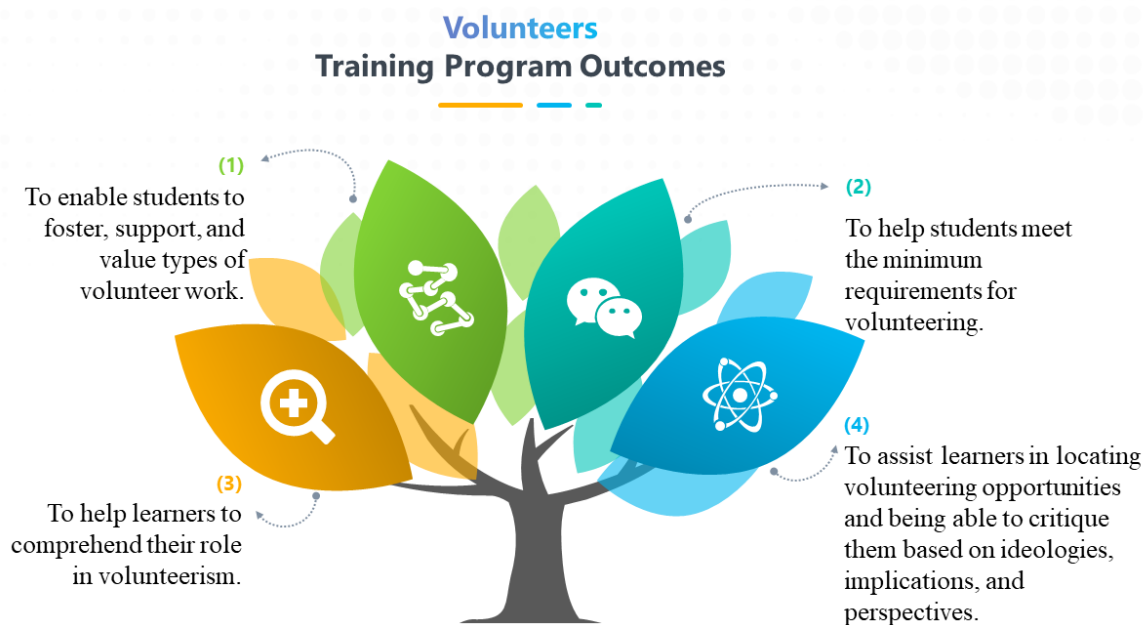 Volunteers
Training Program Outcomes
(1)
To enable students to
foster, support, and
value types of
volunteer work.
(2)
To help students meet
the minimum
requirements for
volunteering.
(3)
To help learners to
comprehend their role
in volunteerism.
(4)
To assist learners in locating
volunteering opportunities
and being able to critique
them based on ideologies,
implications, and
perspectives.